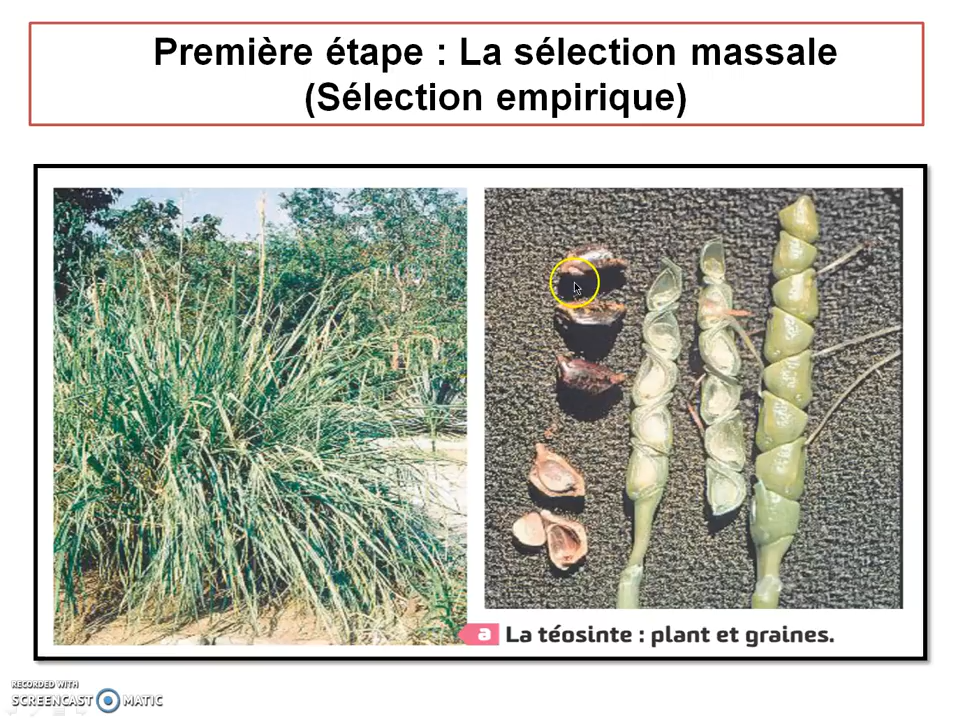 Première étape : La sélection massale
(Sélection empirique)
a La téosinte : plant et graines.
RECORDED WITH
SCREENCAST MATIC